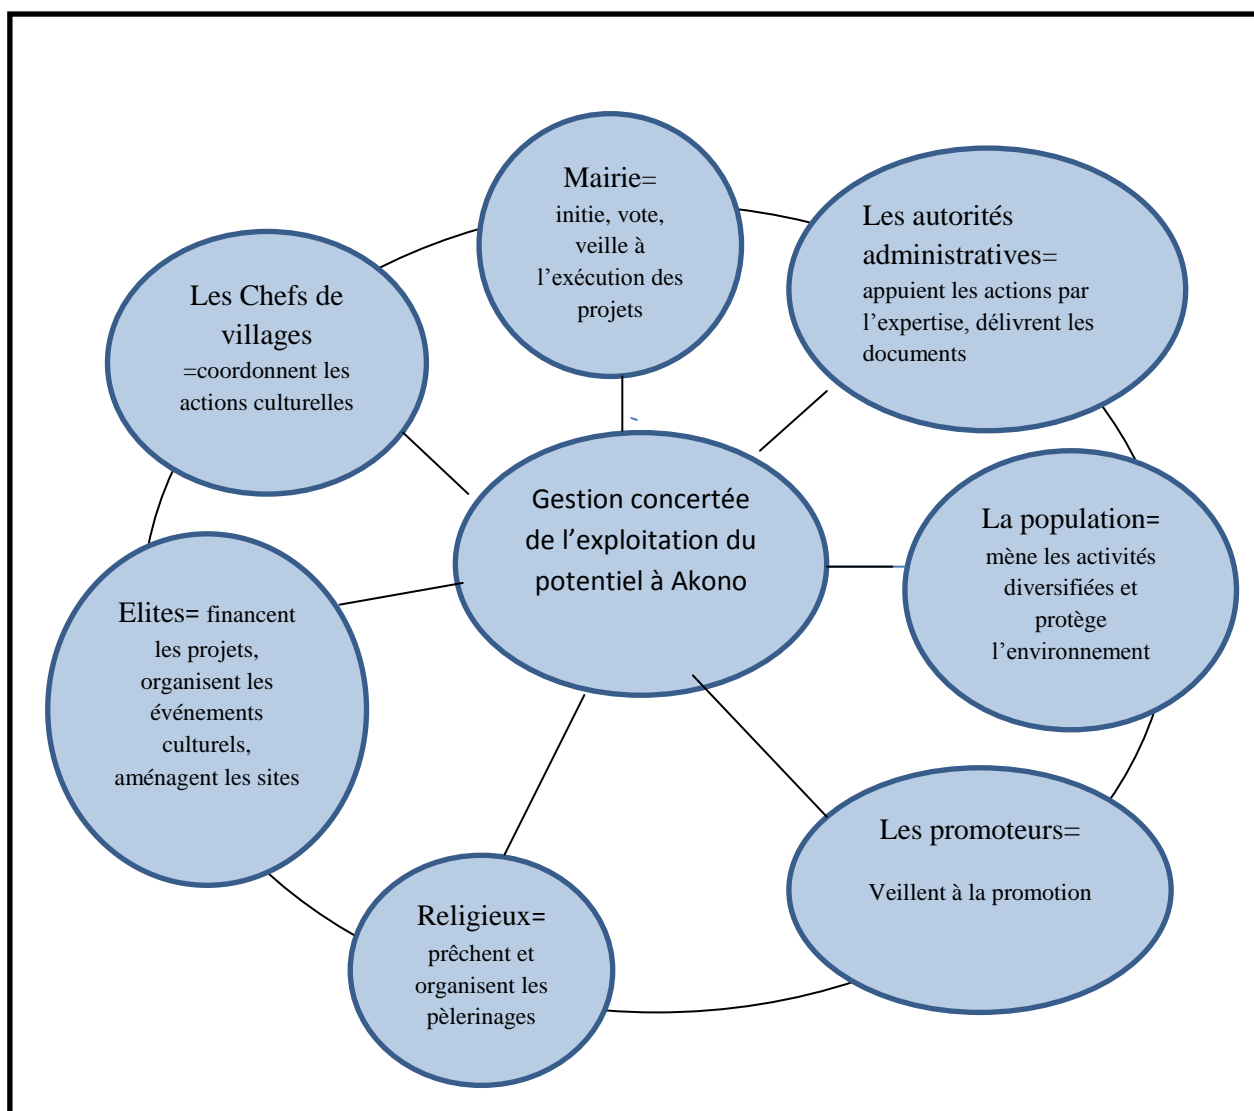 Mairie=
initie, vote,
veille à
l’exécution des
projets
Les autorités
administratives=
appuient les actions par
l’expertise, délivrent les
documents
Les Chefs de
villages
=coordonnent les
actions culturelles
Gestion concertée
de l’exploitation du
potentiel à Akono
La population=
mène les activités
diversifiées et
protège
l’environnement
Elites= financent
les projets,
organisent les
événements
culturels,
aménagent les sites
Les promoteurs=
Veillent à la promotion
Religieux=
prêchent et
organisent les
pèlerinages